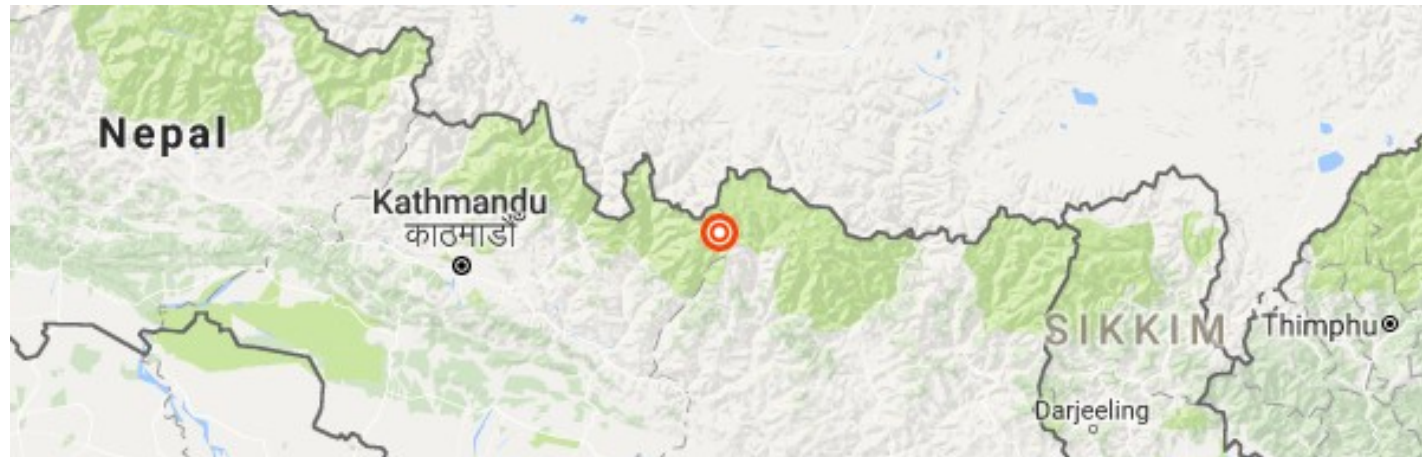 Nepal
Kathmandu
काठमाडौं
SIKKIM
Thimphu
Darjeeling